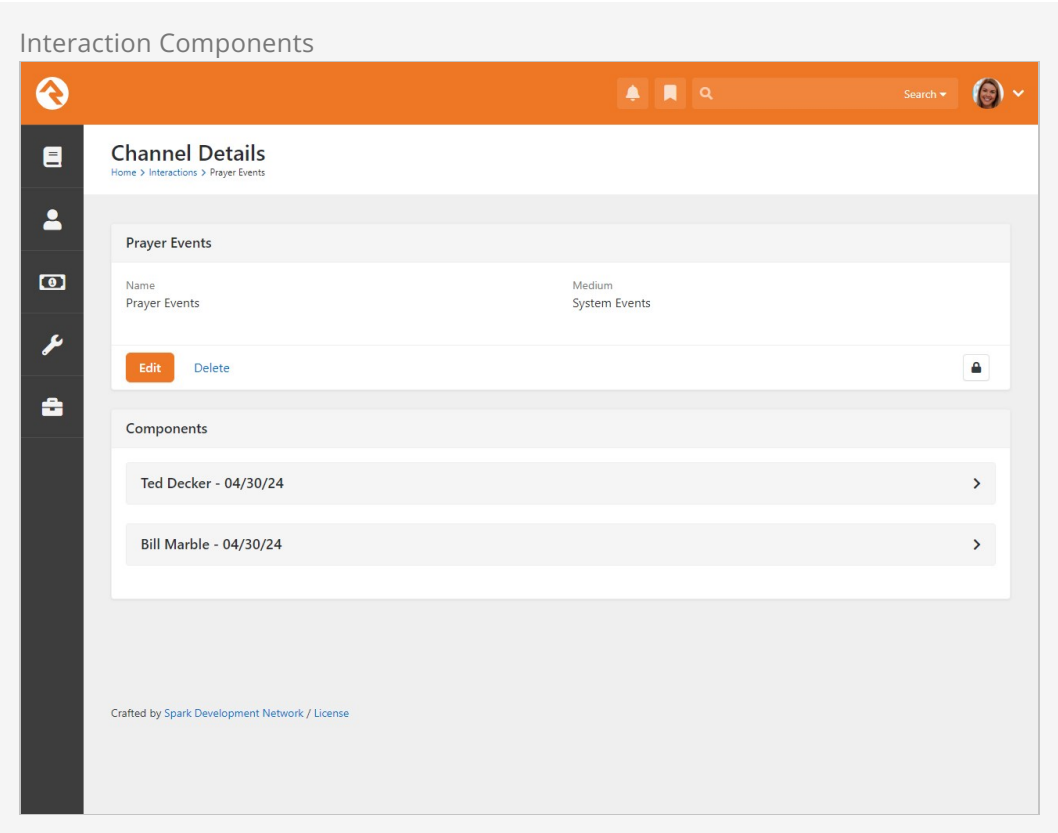 Interaction Components
Search
Channel Details
Home > Interactions > Prayer Events
Prayer Events
Name
Prayer Events
Medium
System Events
Edit
Delete
Components
Ted Decker - 04/30/24
Bill Marble - 04/30/24
Crafted by Spark Development Network / License